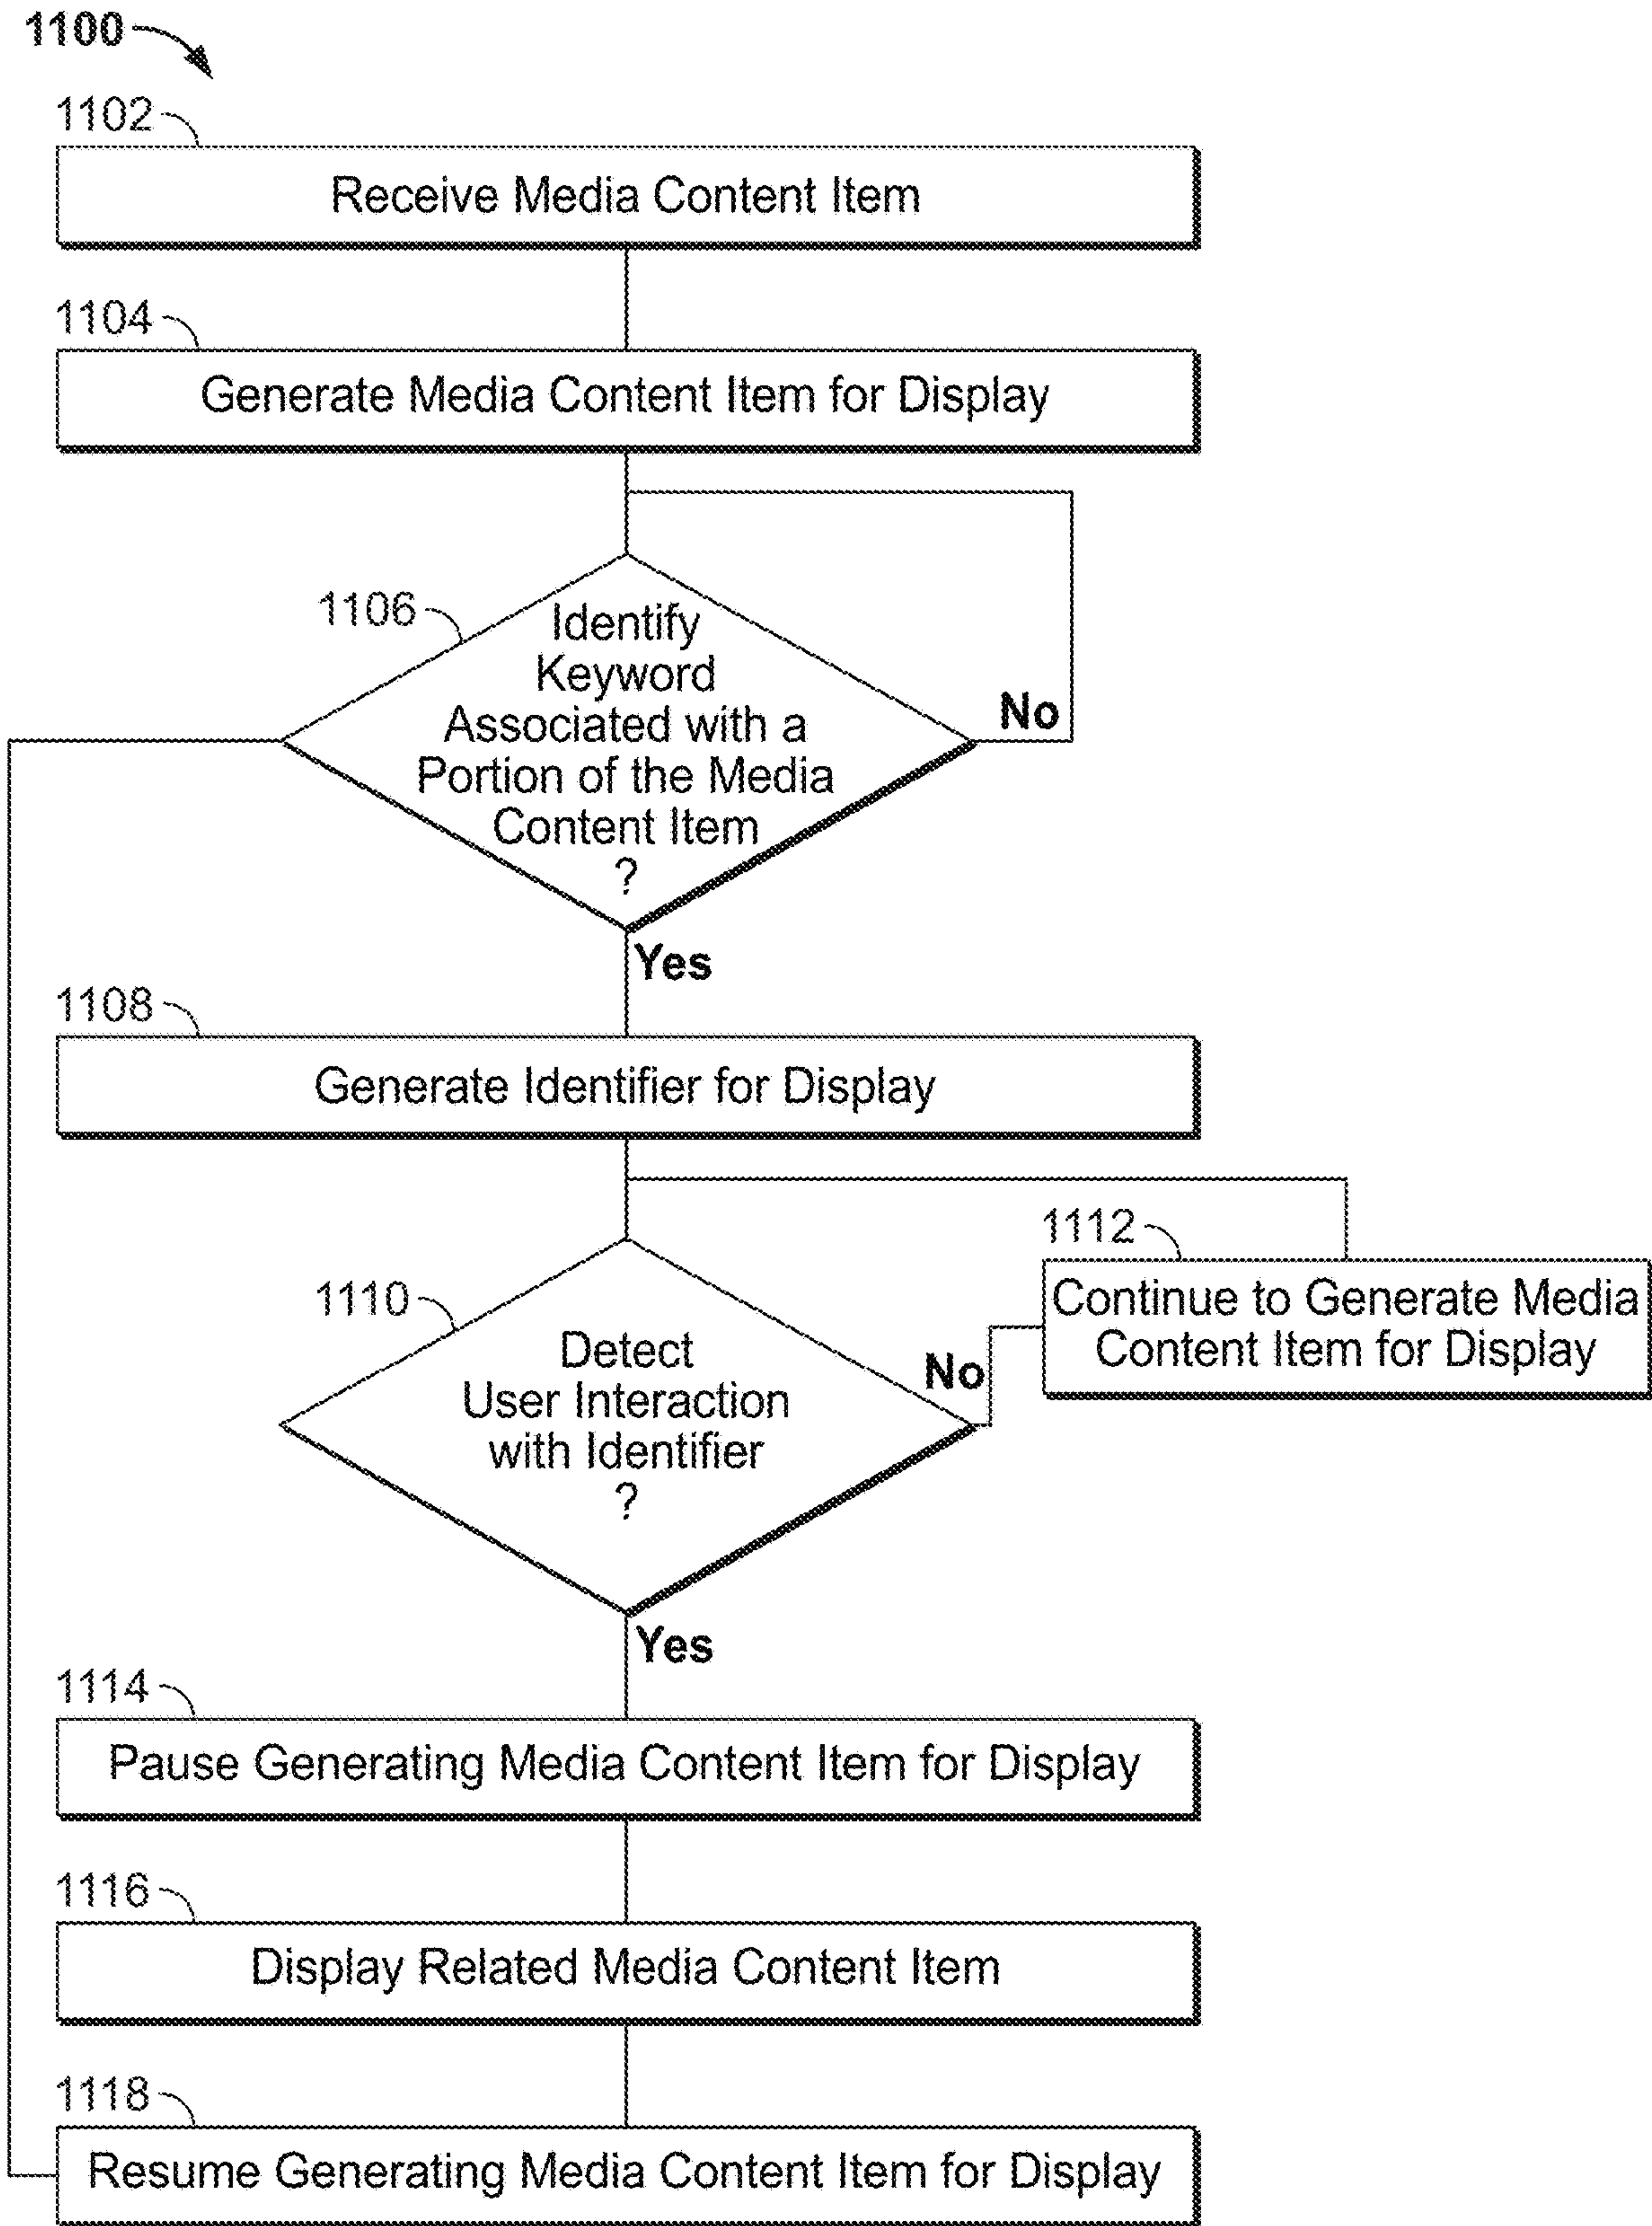 1100
1102
Receive Media Content Item
1104
Generate Media Content Item for Display
1106
Identify
Keyword
Associated with a
Portion of the Media
Content Item
?
No
Yes
1108
Generate Identifier for Display
1110
Detect
User Interaction
with Identifier
?
No
1112
Continue to Generate Media
Content Item for Display
Yes
1114
Pause Generating Media Content Item for Display
1116
Display Related Media Content Item
1118
Resume Generating Media Content Item for Display